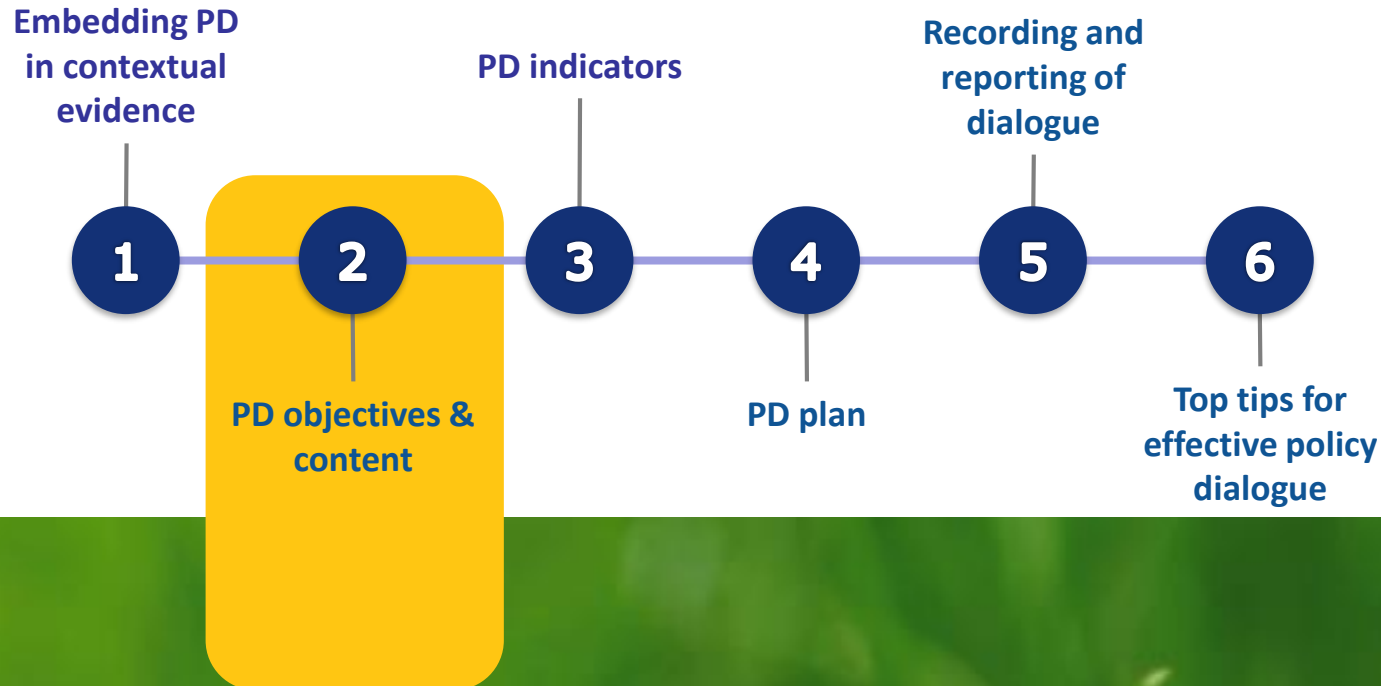 Embedding PD
in contextual
evidence
PD indicators
Recording and
reporting of
dialogue
1
2
3
4
5
6
PD objectives &
content
PD plan
Top tips for
effective policy
dialogue